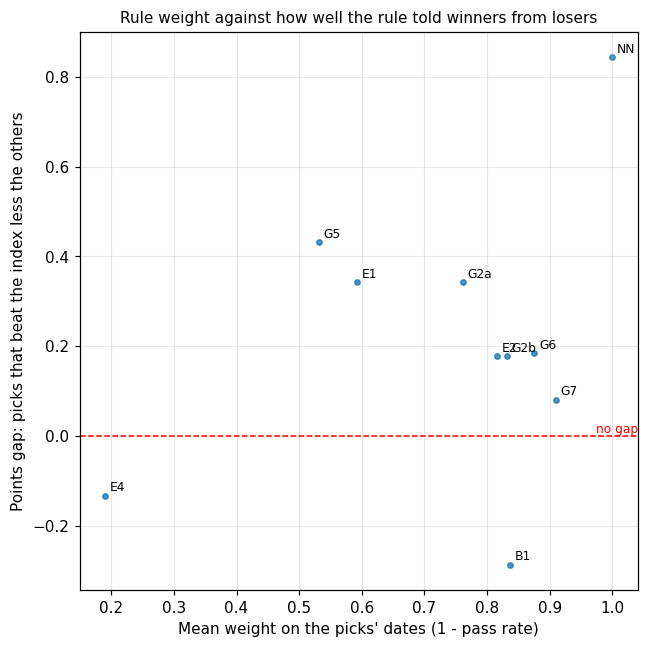 Rule weight against how well the rule told winners from losers
Points gap: picks that beat the index less the others
0.8
0.6
0.4
0.2
0.0
−0.2
NN
G5
E1
G2a
E2
G2b
G6
G7
no gap
E4
B1
0.2 0.3 0.4 0.5 0.6 0.7 0.8 0.9 1.0
Mean weight on the picks' dates (1 - pass rate)